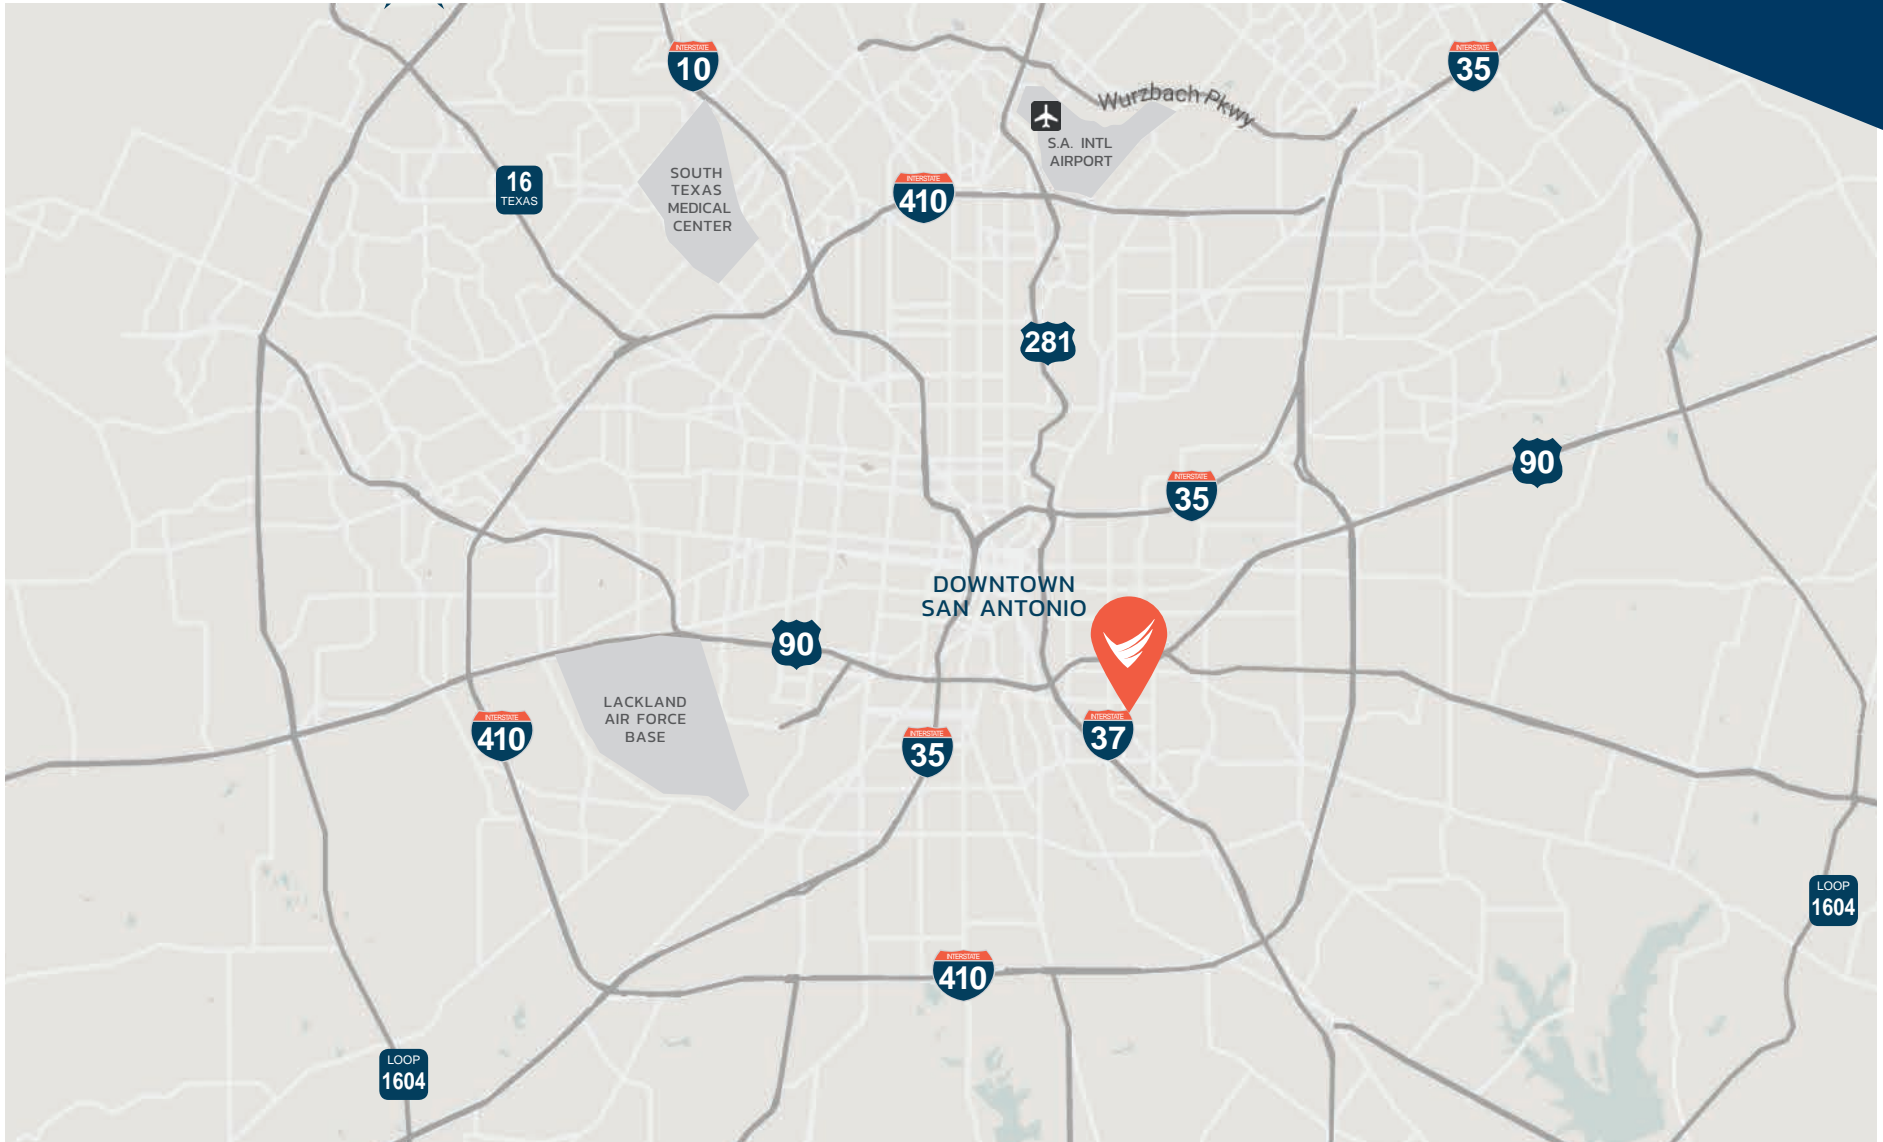 INTERSTATE
10
INTERSTATE
35
Wurzbach Pkwy
S.A. INTL
AIRPORT
16
TEXAS
SOUTH
TEXAS
MEDICAL
CENTER
INTERSTATE
410
281
90
INTERSTATE
35
DOWNTOWN
SAN ANTONIO
90
LACKLAND
AIR FORCE
BASE
INTERSTATE
410
INTERSTATE
35
INTERSTATE
37
LOOP
1604
INTERSTATE
410
LOOP
1604